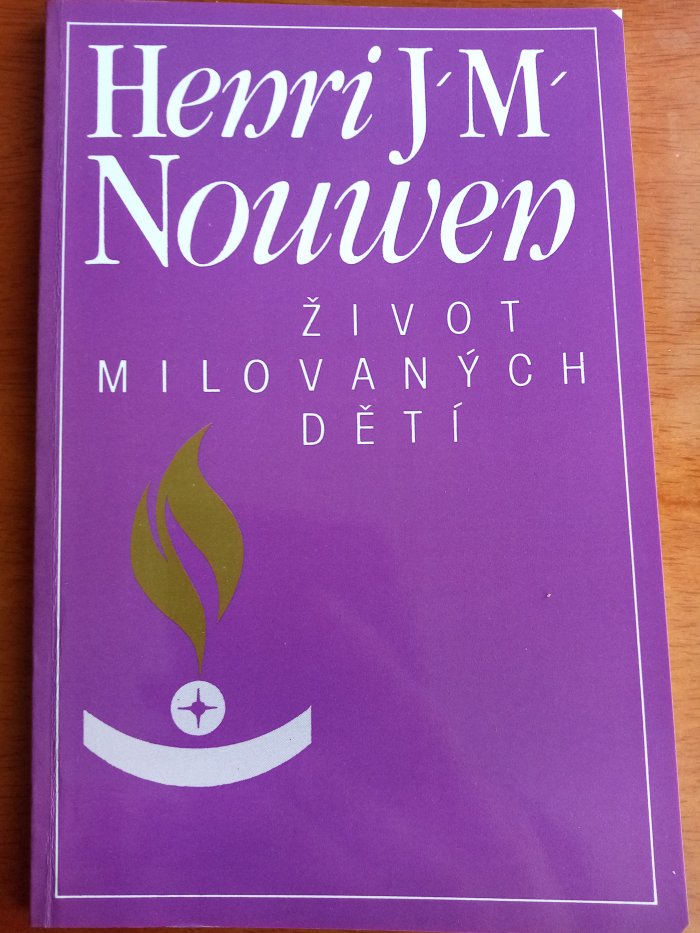 Henri J´M´
Nouwen
ŽIVOT
MILOVANÝCH
DĚTÍ